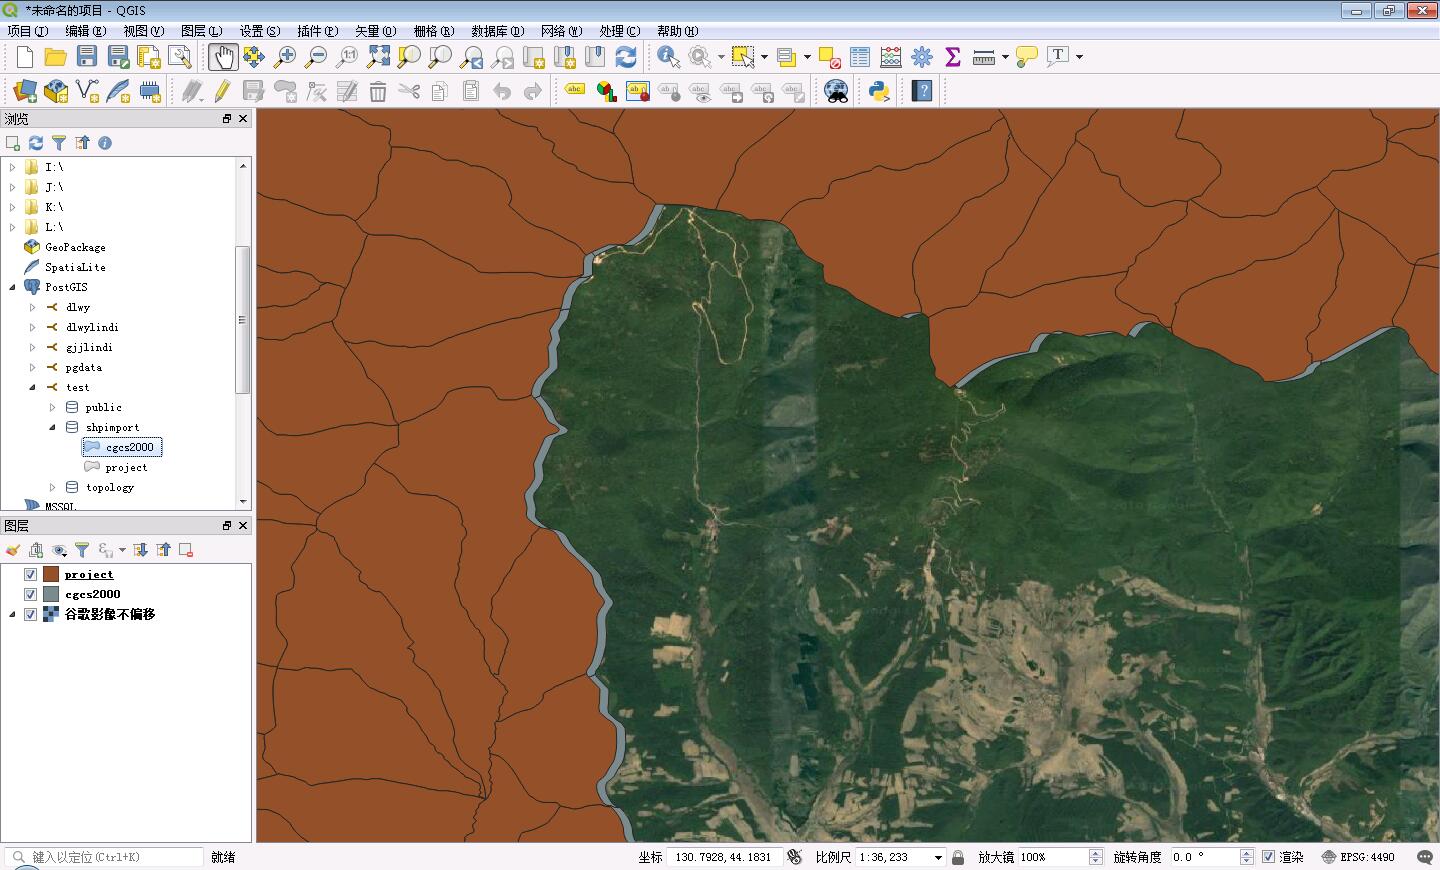 *未命名的项目 - QGIS
项目(J) 编辑(E) 视图(V) 图层(L) 设置(S) 插件(P) 矢量(O) 栅格(R) 数据库(D) 网络(W) 处理(C) 帮助(H)
浏览
I:\
J:\
K:\
L:\
GeoPackage
SpatiaLite
PostGIS
dlwy
dlwylindi
gjjlindi
pgdata
test
public
shpimport
cgcs2000
project
topology
MSSQL
图层
project
cgcs2000
谷歌影像不偏移
键入以定位(Ctrl+K) 就绪 坐标 130.7928,44.1831 比例尺 1:36,233 放大镜 100% 旋转角度 0.0 ° 渲染 EPSG:4490